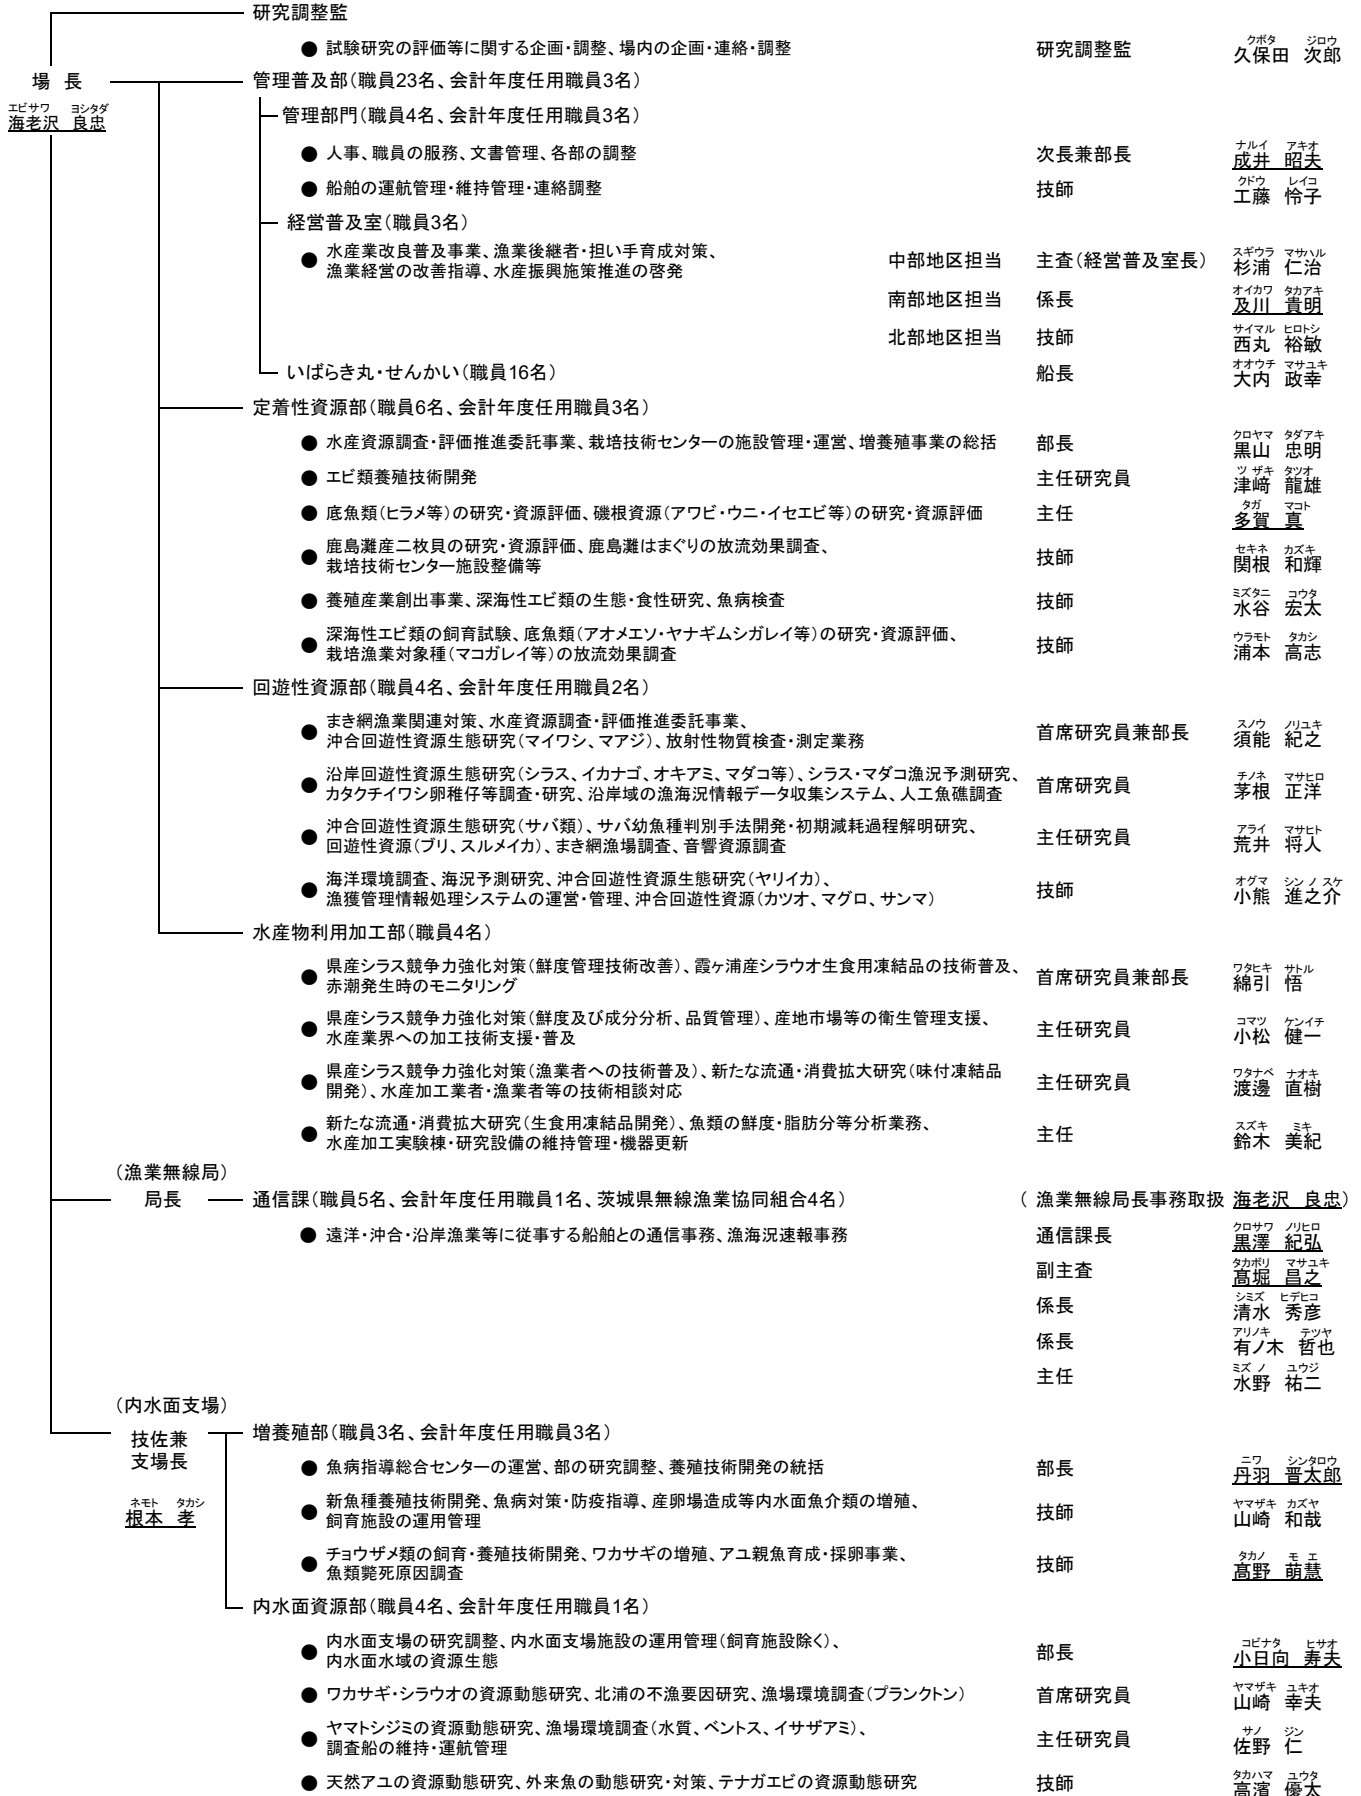 研究調整監
● 試験研究の評価等に関する企画・調整、場内の企画・連絡・調整 研究調整監 クボタ ジロウ 久保田 次郎
場 長 管理普及部(職員23名、会計年度任用職員3名)
エビサワ ヨシタダ
海老沢 良忠
管理部門(職員4名、会計年度任用職員3名)
● 人事、職員の服務、文書管理、各部の調整 次長兼部長 ナルイ アキオ 成井 昭夫
● 船舶の運航管理・維持管理・連絡調整 技師 クドウ レイコ 工藤 怜子
経営普及室(職員3名)
● 水産業改良普及事業、漁業後継者・担い手育成対策、
漁業経営の改善指導、水産振興施策推進の啓発
中部地区担当 主査(経営普及室長) スギウラ マサハル 杉浦 仁治
南部地区担当 係長 オイカワ タカアキ 及川 貴明
北部地区担当 技師 サイマル ヒロトシ 西丸 裕敏
いばらき丸・せんかい(職員16名) 船長 オオウチ マサユキ 大内 政幸
定着性資源部(職員6名、会計年度任用職員3名)
● 水産資源調査・評価推進委託事業、栽培技術センターの施設管理・運営、増養殖事業の総括 部長 クロヤマ タダアキ 黒山 忠明
● エビ類養殖技術開発 主任研究員 ツ ザキ タツオ 津﨑 龍雄
● 底魚類(ヒラメ等)の研究・資源評価、磯根資源(アワビ・ウニ・イセエビ等)の研究・資源評価 主任 タガ マコト 多賀 真
● 鹿島灘産二枚貝の研究・資源評価、鹿島灘はまぐりの放流効果調査、
栽培技術センター施設整備等 技師 セキネ カズキ 関根 和輝
● 養殖産業創出事業、深海性エビ類の生態・食性研究、魚病検査 技師 ミズタニ コウタ 水谷 宏太
● 深海性エビ類の飼育試験、底魚類(アオメエソ・ヤナギムシガレイ等)の研究・資源評価、
栽培漁業対象種(マコガレイ等)の放流効果調査 技師 ウラモト タカシ 浦本 高志
回遊性資源部(職員4名、会計年度任用職員2名)
● まき網漁業関連対策、水産資源調査・評価推進委託事業、
沖合回遊性資源生態研究(マイワシ、マアジ)、放射性物質検査・測定業務 首席研究員兼部長 スノウ ノリユキ 須能 紀之
● 沿岸回遊性資源生態研究(シラス、イカナゴ、オキアミ、マダコ等)、シラス・マダコ漁況予測研究、
カタクチイワシ卵稚仔等調査・研究、沿岸域の漁海況情報データ収集システム、人工魚礁調査 首席研究員 チノネ マサヒロ 茅根 正洋
● 沖合回遊性資源生態研究(サバ類)、サバ幼魚種判別手法開発・初期減耗過程解明研究、
回遊性資源(ブリ、スルメイカ)、まき網漁場調査、音響資源調査 主任研究員 アライ マサヒト 荒井 将人
● 海洋環境調査、海況予測研究、沖合回遊性資源生態研究(ヤリイカ)、
漁獲管理情報処理システムの運営・管理、沖合回遊性資源(カツオ、マグロ、サンマ) 技師 オグマ シン ノ スケ 小熊 進之介
水産物利用加工部(職員4名)
● 県産シラス競争力強化対策(鮮度管理技術改善)、霞ヶ浦産シラウオ生食用凍結品の技術普及、
赤潮発生時のモニタリング 首席研究員兼部長 ワタヒキ サトル 綿引 悟
● 県産シラス競争力強化対策(鮮度及び成分分析、品質管理)、産地市場等の衛生管理支援、
水産業界への加工技術支援・普及 主任研究員 コマツ ケンイチ 小松 健一
● 県産シラス競争力強化対策(漁業者への技術普及)、新たな流通・消費拡大研究(味付凍結品
開発)、水産加工業者・漁業者等の技術相談対応 主任研究員 ワタナベ ナオキ 渡邊 直樹
● 新たな流通・消費拡大研究(生食用凍結品開発)、魚類の鮮度・脂肪分等分析業務、
水産加工実験棟・研究設備の維持管理・機器更新 主任 スズキ ミキ 鈴木 美紀
(漁業無線局)
局長 通信課(職員5名、会計年度任用職員1名、茨城県無線漁業協同組合4名) ( 漁業無線局長事務取扱 海老沢 良忠)
● 遠洋・沖合・沿岸漁業等に従事する船舶との通信事務、漁海況速報事務 通信課長 クロサワ ノリヒロ 黒澤 紀弘
副主査 タカボリ マサユキ 髙堀 昌之
係長 シミズ ヒデヒコ 清水 秀彦
係長 アリノキ テツヤ 有ノ木 哲也
主任 ミズ ノ ユウジ 水野 祐二
(内水面支場)
技佐兼
支場長
ネモト タカシ
根本 孝
増養殖部(職員3名、会計年度任用職員3名)
● 魚病指導総合センターの運営、部の研究調整、養殖技術開発の統括 部長 ニワ シンタロウ 丹羽 晋太郎
● 新魚種養殖技術開発、魚病対策・防疫指導、産卵場造成等内水面魚介類の増殖、
飼育施設の運用管理 技師 ヤマザキ カズヤ 山崎 和哉
● チョウザメ類の飼育・養殖技術開発、ワカサギの増殖、アユ親魚育成・採卵事業、
魚類斃死原因調査 技師 タカノ モ エ 髙野 萌慧
内水面資源部(職員4名、会計年度任用職員1名)
● 内水面支場の研究調整、内水面支場施設の運用管理(飼育施設除く)、
内水面水域の資源生態 部長 コビナタ ヒサオ 小日向 寿夫
● ワカサギ・シラウオの資源動態研究、北浦の不漁要因研究、漁場環境調査(プランクトン) 首席研究員 ヤマザキ ユキオ 山崎 幸夫
● ヤマトシジミの資源動態研究、漁場環境調査(水質、ベントス、イサザアミ)、
調査船の維持・運航管理 主任研究員 サノ ジン 佐野 仁
● 天然アユの資源動態研究、外来魚の動態研究・対策、テナガエビの資源動態研究 技師 タカハマ ユウタ 高濱 優太